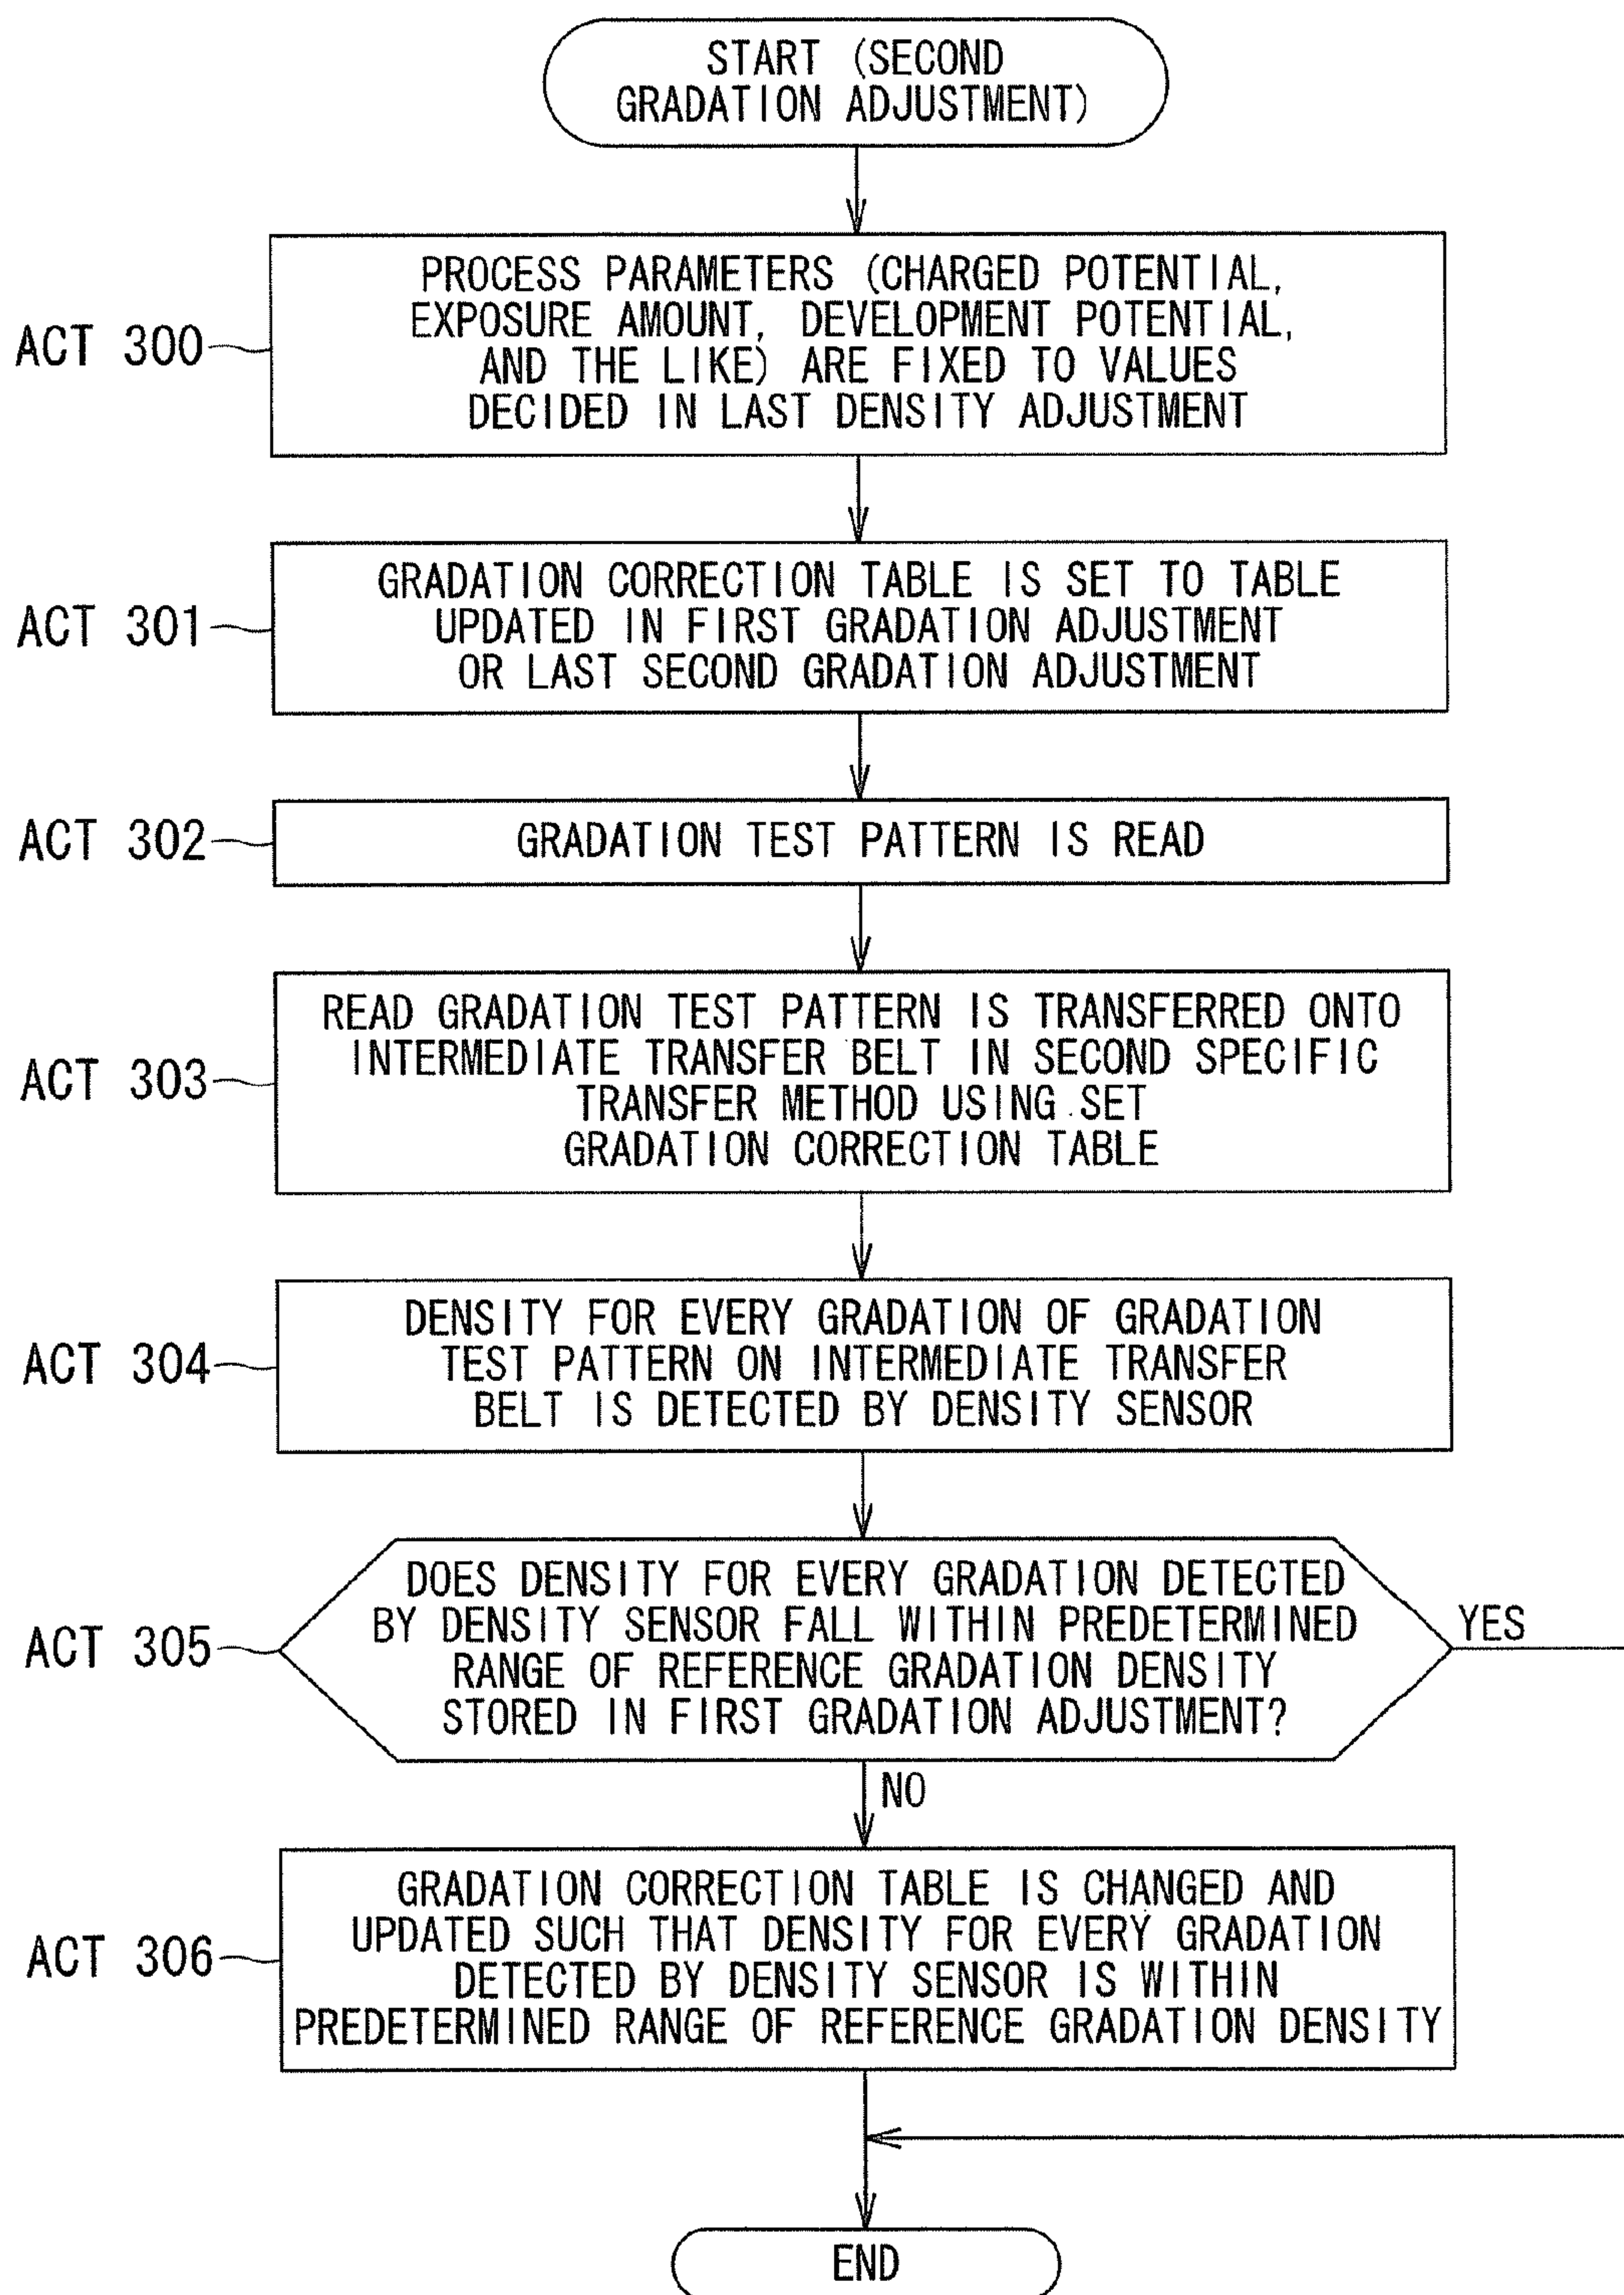 START (SECOND
GRADATION ADJUSTMENT)
ACT 300
PROCESS PARAMETERS (CHARGED POTENTIAL,
EXPOSURE AMOUNT, DEVELOPMENT POTENTIAL,
AND THE LIKE) ARE FIXED TO VALUES
DECIDED IN LAST DENSITY ADJUSTMENT
ACT 301
GRADATION CORRECTION TABLE IS SET TO TABLE
UPDATED IN FIRST GRADATION ADJUSTMENT
OR LAST SECOND GRADATION ADJUSTMENT
ACT 302
GRADATION TEST PATTERN IS READ
ACT 303
READ GRADATION TEST PATTERN IS TRANSFERRED ONTO
INTERMEDIATE TRANSFER BELT IN SECOND SPECIFIC
TRANSFER METHOD USING SET
GRADATION CORRECTION TABLE
ACT 304
DENSITY FOR EVERY GRADATION OF GRADATION
TEST PATTERN ON INTERMEDIATE TRANSFER
BELT IS DETECTED BY DENSITY SENSOR
ACT 305
DOES DENSITY FOR EVERY GRADATION DETECTED
BY DENSITY SENSOR FALL WITHIN PREDETERMINED
RANGE OF REFERENCE GRADATION DENSITY
STORED IN FIRST GRADATION ADJUSTMENT?
YES
NO
ACT 306
GRADATION CORRECTION TABLE IS CHANGED AND
UPDATED SUCH THAT DENSITY FOR EVERY GRADATION
DETECTED BY DENSITY SENSOR IS WITHIN
PREDETERMINED RANGE OF REFERENCE GRADATION DENSITY
END